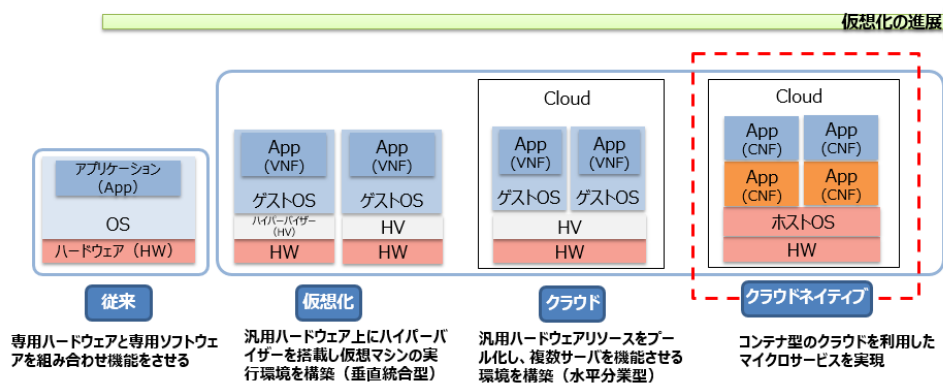 仮想化の進展
アプリケーション
（App）
OS
ハードウェア（HW）
従来
専用ハードウェアと専用ソフトウェ
アを組み合わせ機能をさせる
App
(VNF)
App
(VNF)
ゲストOS
ゲストOS
ハイパーバイザー
（HV）
HV
HW
HW
仮想化
汎用ハードウェア上にハイパーバ
イザーを搭載し仮想マシンの実
行環境を構築（垂直統合型）
Cloud
App
(VNF)
App
(VNF)
ゲストOS
ゲストOS
HV
HW
クラウド
汎用ハードウェアリソースをプー
ル化し、複数サーバを機能させる
環境を構築（水平分業型）
Cloud
App
(CNF)
App
(CNF)
App
(CNF)
App
(CNF)
ホストOS
HW
クラウドネイティブ
コンテナ型のクラウドを利用した
マイクロサービスを実現